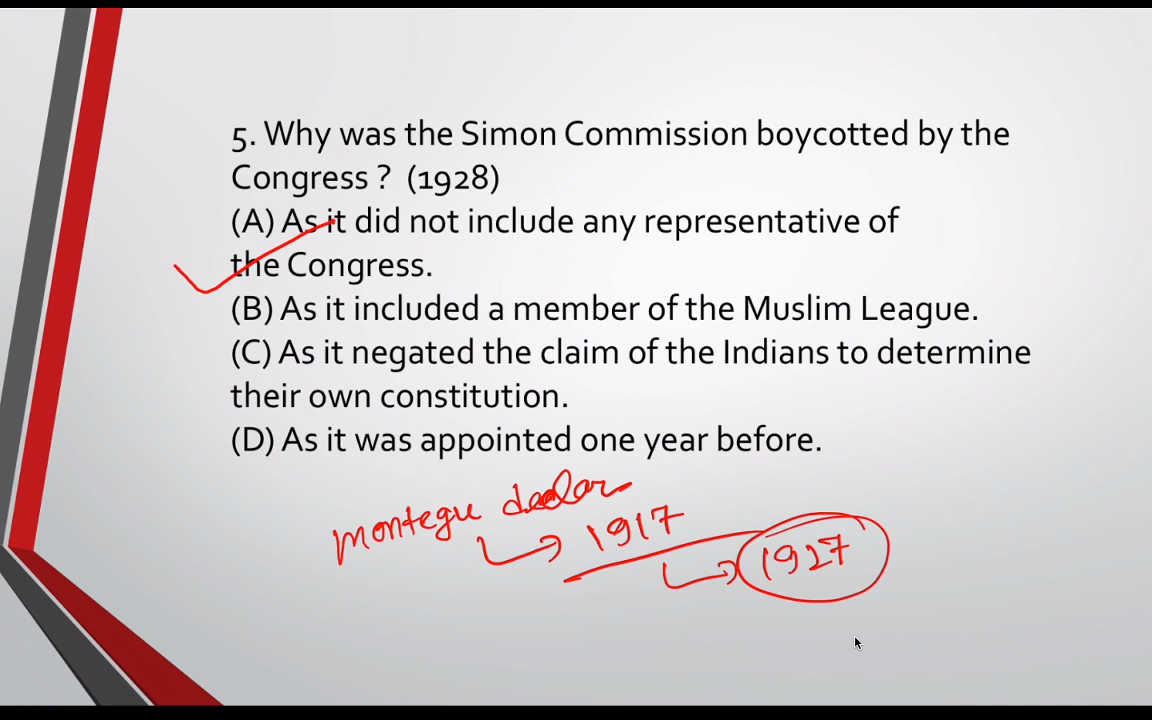 5. Why was the Simon Commission boycotted by the
Congress ? (1928)
(A) As it did not include any representative of
the Congress.
(B) As it included a member of the Muslim League.
(C) As it negated the claim of the Indians to determine
their own constitution.
(D) As it was appointed one year before.
montegu declar
1917
1927